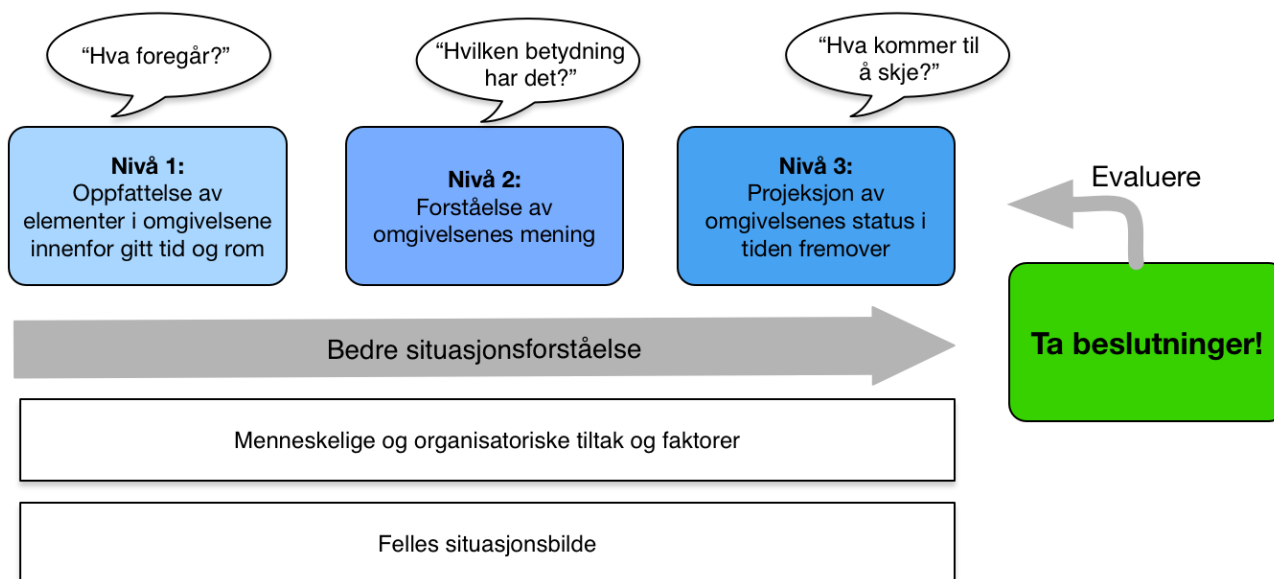 “Hva foregår?”
“Hvilken betydning
har det?”
“Hva kommer til
å skje?”
Nivå 1:
Oppfattelse av
elementer i omgivelsene
innenfor gitt tid og rom
Nivå 2:
Forståelse av
omgivelsenes mening
Nivå 3:
Projeksjon av
omgivelsenes status i
tiden fremover
Evaluere
Ta beslutninger!
Bedre situasjonsforståelse
Menneskelige og organisatoriske tiltak og faktorer
Felles situasjonsbilde